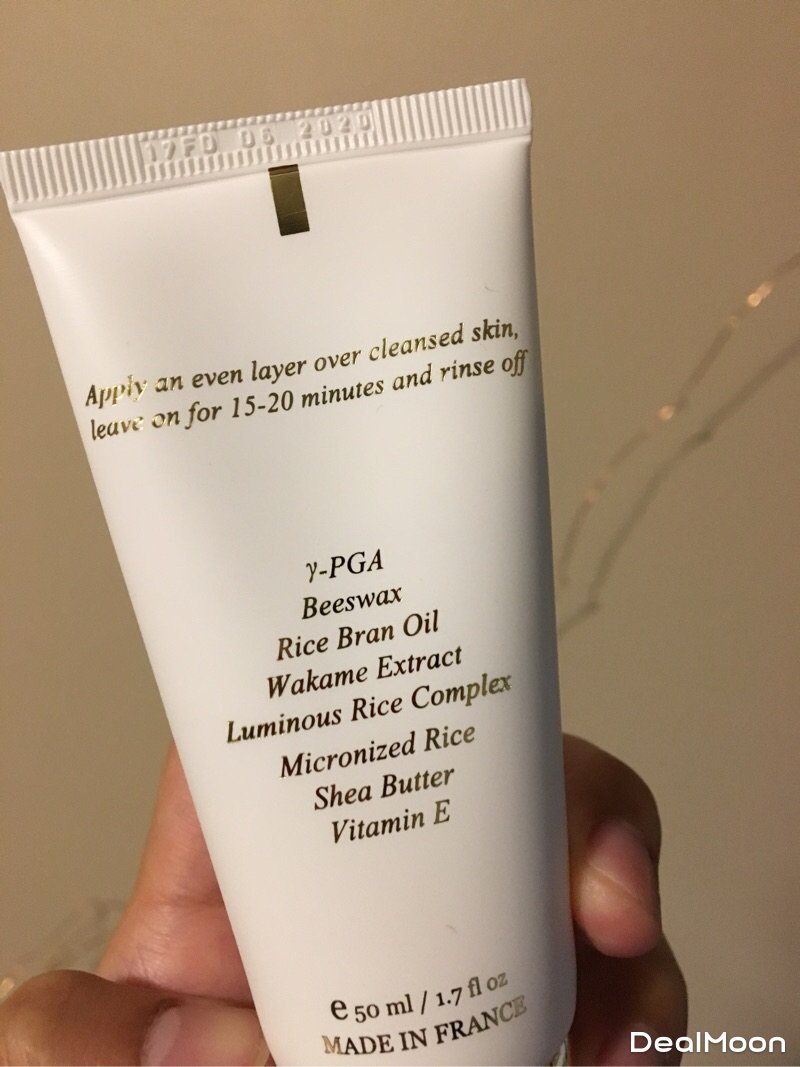 17FD 06 2020
Apply an even layer over cleansed skin,
leave on for 15-20 minutes and rinse off
γ-PGA
Beeswax
Rice Bran Oil
Wakame Extract
Luminous Rice Complex
Micronized Rice
Shea Butter
Vitamin E
e 50 ml / 1.7 fl oz
MADE IN FRANCE
DealMoon